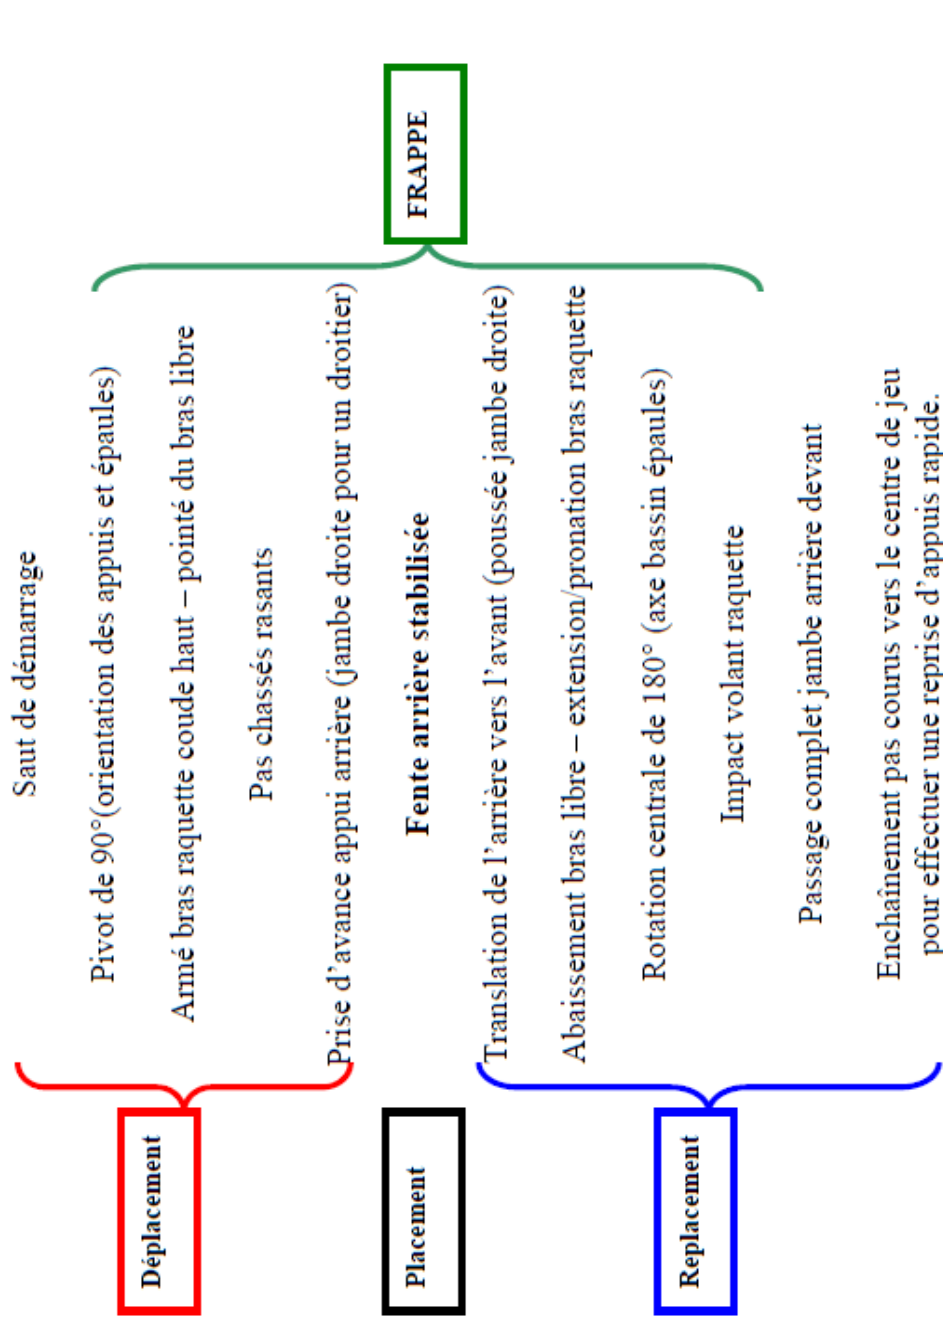 Saut de démarrage
Pivot de 90°(orientation des appuis et épaules)
Armé bras raquette coude haut – pointé du bras libre
Pas chassés rasants
Prise d’avance appui arrière (jambe droite pour un droitier)
Déplacement
Fente arrière stabilisée
Placement
FRAPPE
Translation de l’arrière vers l’avant (poussée jambe droite)
Abaissement bras libre – extension/pronation bras raquette
Rotation centrale de 180° (axe bassin épaules)
Impact volant raquette
Passage complet jambe arrière devant
Enchaînement pas courus vers le centre de jeu
pour effectuer une reprise d’appuis rapide.
Replacement